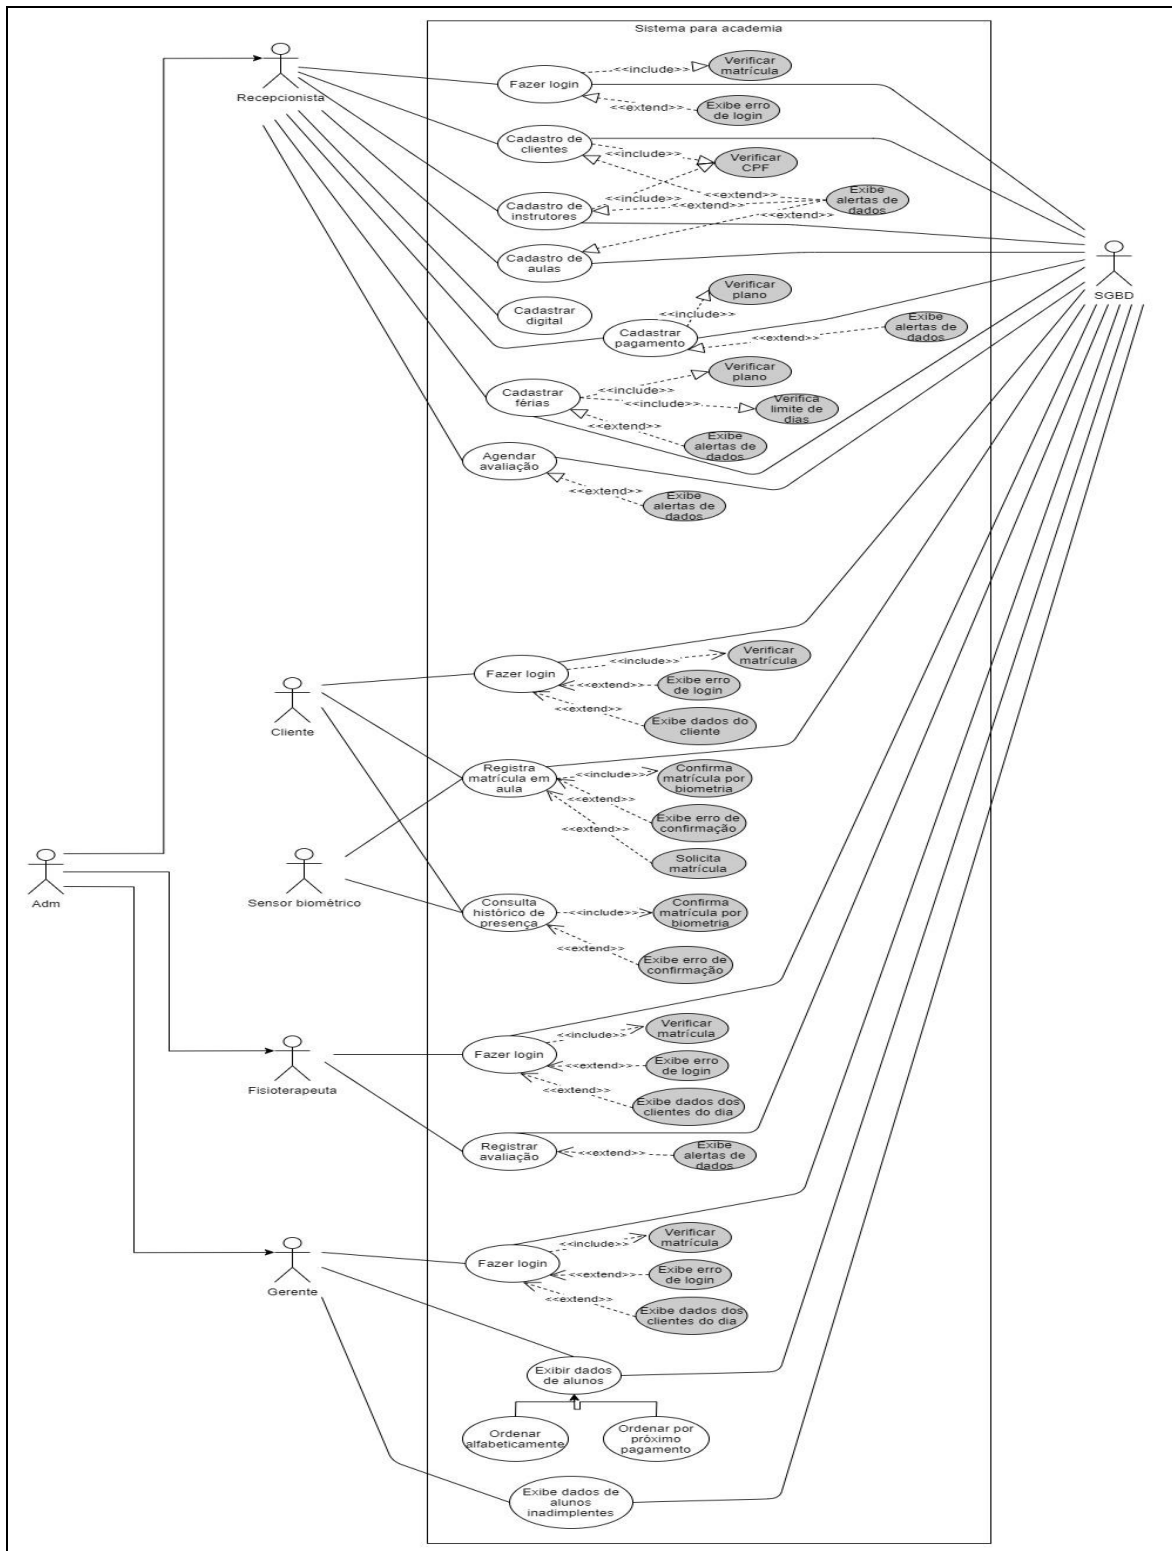 Sistema para academia
Recepcionista
Fazer login
<<include>>
Verificar
matrícula
<<extend>>
Exibe erro
de login
Cadastro de
clientes
<<include>>
Verificar
CPF
<<extend>>
Exibe
alertas de
dados
Cadastro de
instrutores
<<include>>
<<extend>>
<<extend>>
Cadastro de
aulas
SGBD
Cadastrar
digital
Verificar
plano
<<include>>
Cadastrar
pagamento
<<extend>>
Exibe
alertas de
dados
Cadastrar
férias
<<include>>
Verificar
plano
<<include>>
Verifica
limite de
dias
<<extend>>
Exibe
alertas de
dados
Agendar
avaliação
<<extend>>
Exibe
alertas de
dados
Cliente
Fazer login
<<include>>
Verificar
matrícula
<<extend>>
Exibe erro
de login
<<extend>>
Exibe dados do
cliente
Registra
matrícula em
aula
<<include>>
Confirma
matrícula por
biometria
<<extend>>
Exibe erro de
confirmação
<<extend>>
Solicita
matrícula
Adm
Sensor biométrico
Consulta
histórico de
presença
<<include>>
Confirma
matrícula por
biometria
<<extend>>
Exibe erro de
confirmação
Fisioterapeuta
Fazer login
<<include>>
Verificar
matrícula
<<extend>>
Exibe erro
de login
<<extend>>
Exibe dados dos
clientes do dia
Registrar
avaliação
<<extend>>
Exibe
alertas de
dados
Gerente
Fazer login
<<include>>
Verificar
matrícula
<<extend>>
Exibe erro
de login
<<extend>>
Exibe dados dos
clientes do dia
Exibir dados
de alunos
Ordenar
alfabeticamente
Ordenar por
próximo
pagamento
Exibe dados de
alunos
inadimplentes